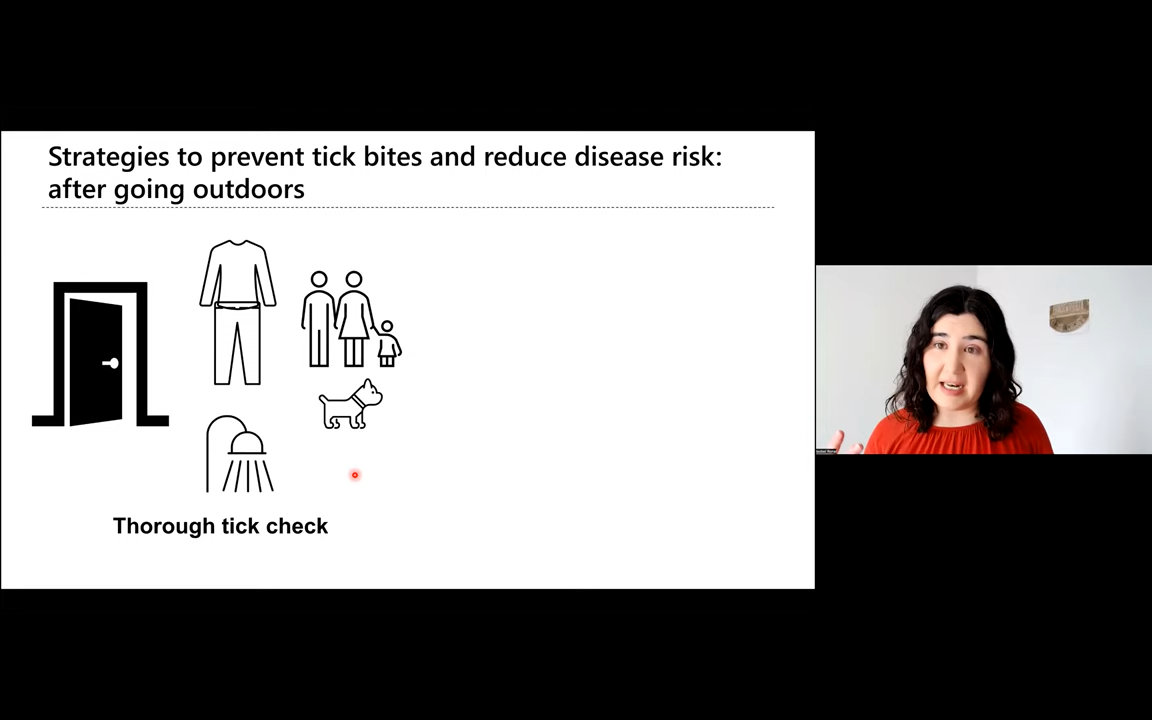 Strategies to prevent tick bites and reduce disease risk:
after going outdoors
Thorough tick check